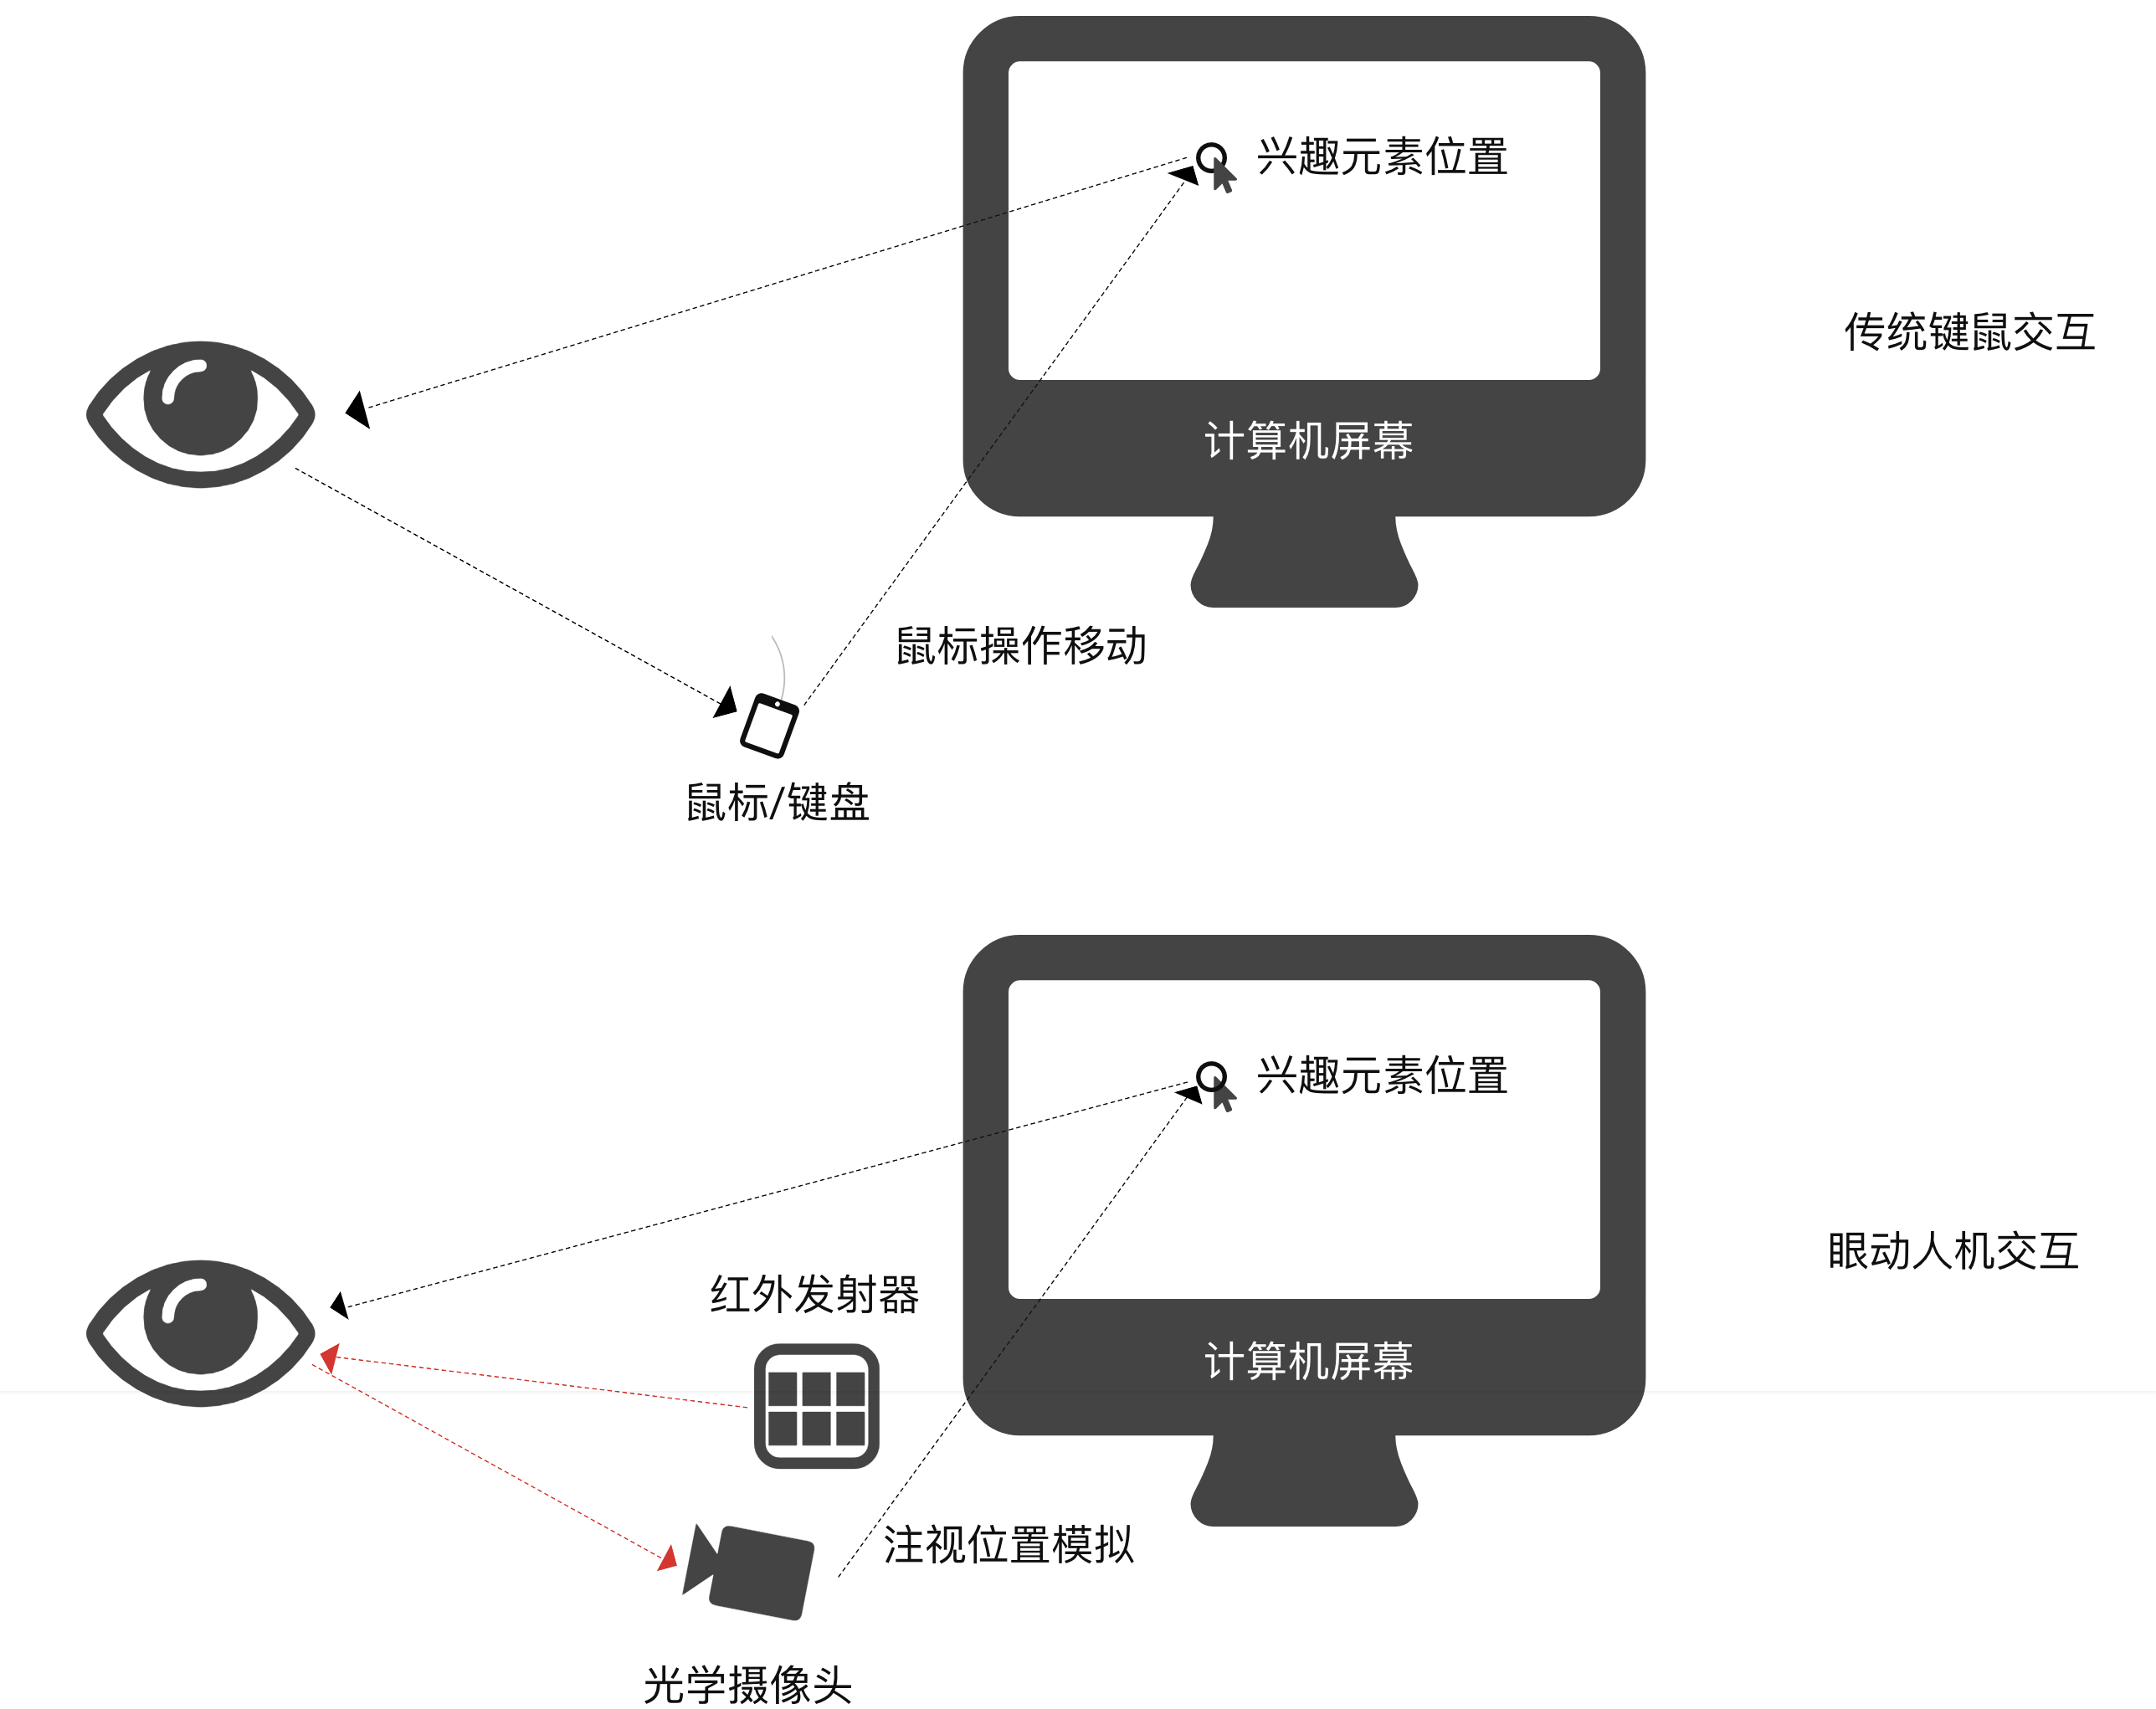 兴趣元素位置
传统键鼠交互
计算机屏幕
鼠标操作移动
鼠标/键盘
兴趣元素位置
眼动人机交互
红外发射器
计算机屏幕
注视位置模拟
光学摄像头